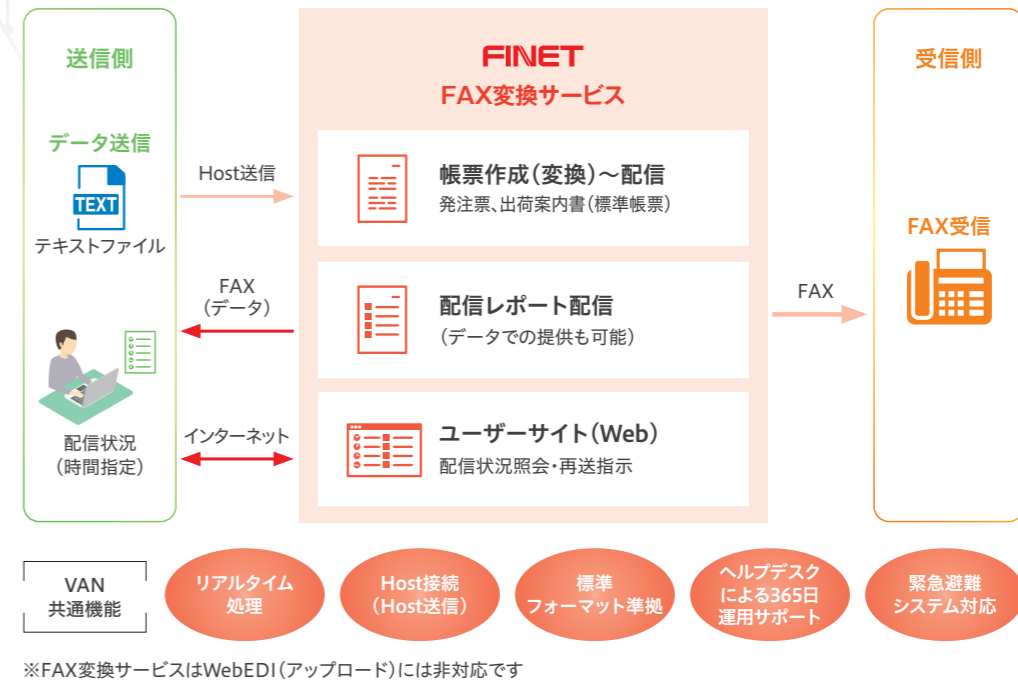 送信側
データ送信
TEXT
テキストファイル
配信状況
(時間指定)
Host送信
FAX
(データ)
インターネット
FINET
FAX変換サービス
帳票作成(変換)~配信
発注票、出荷案内書(標準帳票)
配信レポート配信
(データでの提供も可能)
ユーザーサイト(Web)
配信状況照会・再送指示
FAX
受信側
FAX受信
VAN
共通機能
リアルタイム
処理
Host接続
(Host送信)
標準
フォーマット準拠
ヘルプデスク
による365日
運用サポート
緊急避難
システム対応
※FAX変換サービスはWebEDI(アップロード)には非対応です